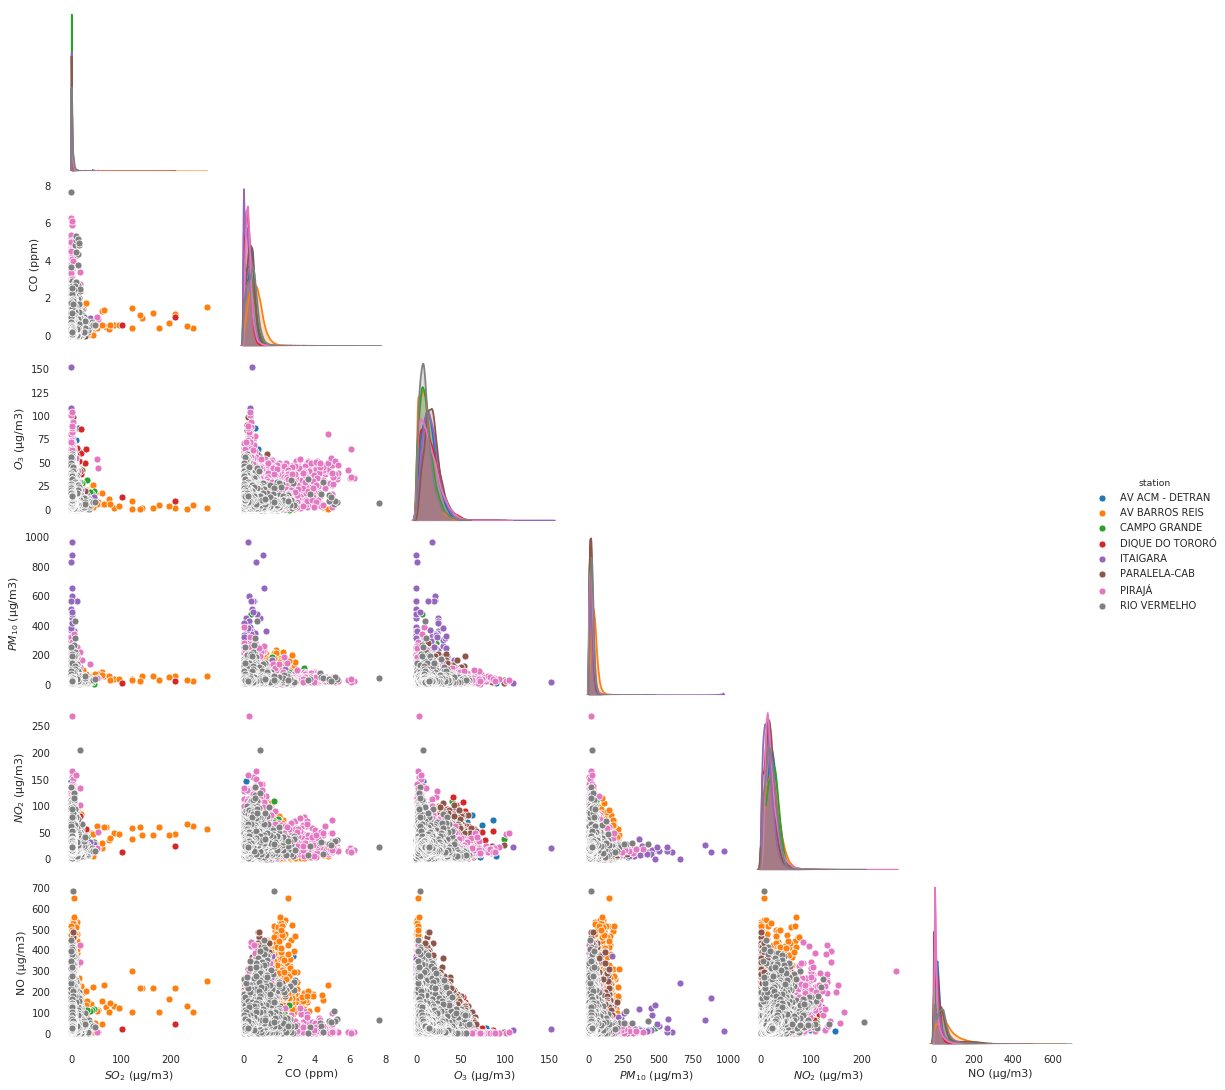 8
6
4
2
0
CO (ppm)
150
125
100
75
50
25
0
O3 (μg/m3)
1000
800
600
400
200
0
PM10 (μg/m3)
250
200
150
100
50
0
NO2 (μg/m3)
700
600
500
400
300
200
100
0
NO (μg/m3)
0 100 200
SO2 (μg/m3)
0 2 4 6 8
CO (ppm)
0 50 100 150
O3 (μg/m3)
0 250 500 750 1000
PM10 (μg/m3)
0 100 200
NO2 (μg/m3)
0 200 400 600
NO (μg/m3)
station
AV ACM - DETRAN
AV BARROS REIS
CAMPO GRANDE
DIQUE DO TORORÓ
ITAIGARA
PARALELA-CAB
PIRAJÁ
RIO VERMELHO